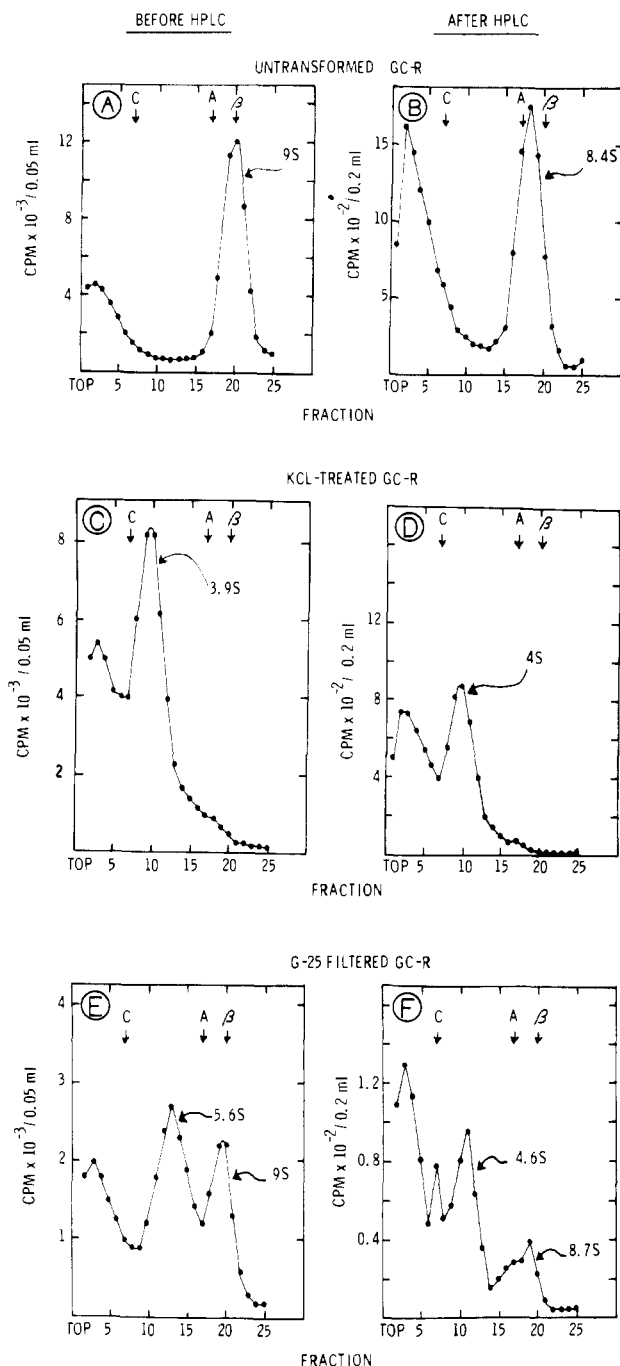 BEFORE HPLC
AFTER HPLC
UNTRANSFORMED GC-R
A
C
A
β
12
8
4
9S
CPM x 10⁻³/0.05 ml
TOP 5 10 15 20 25
B
C
A
β
15
10
5
8.4S
CPM x 10⁻²/0.2 ml
TOP 5 10 15 20 25
FRACTION
KCL-TREATED GC-R
C
C
A
β
8
6
4
2
3.9S
CPM x 10⁻³/0.05 ml
TOP 5 10 15 20 25
D
C
A
β
16
12
8
4
4S
CPM x 10⁻²/0.2 ml
TOP 5 10 15 20 25
FRACTION
G-25 FILTERED GC-R
E
C
A
β
4
3
2
1
5.6S
9S
CPM x 10⁻³/0.05 ml
TOP 5 10 15 20 25
F
C
A
β
1.2
0.8
0.4
4.6S
8.7S
CPM x 10⁻²/0.2 ml
TOP 5 10 15 20 25
FRACTION